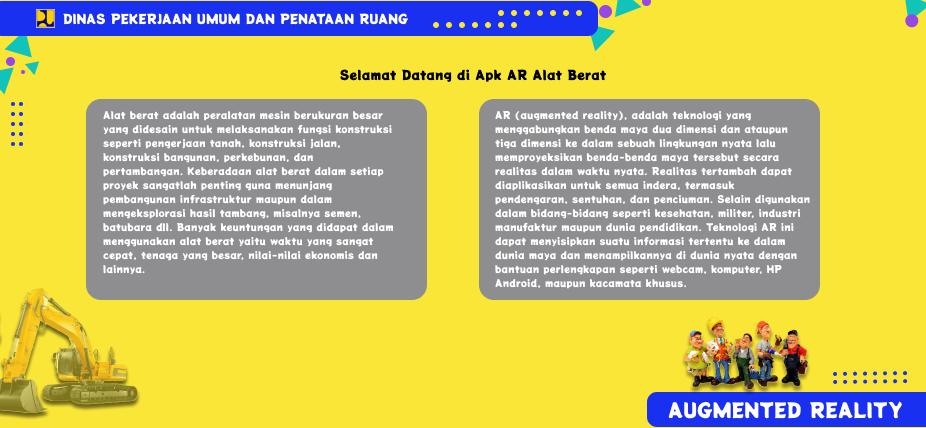 DINAS PEKERJAAN UMUM DAN PENATAAN RUANG
Selamat Datang di Apk AR Alat Berat
Alat berat adalah peralatan mesin berukuran besar
yang didesain untuk melaksanakan fungsi konstruksi
seperti pengerjaan tanah, konstruksi jalan,
konstruksi bangunan, perkebunan, dan
pertambangan. Keberadaan alat berat dalam setiap
proyek sangatlah penting guna menunjang
pembangunan infrastruktur maupun dalam
mengeksplorasi hasil tambang, misalnya semen,
batubara dll. Banyak keuntungan yang didapat dalam
menggunakan alat berat yaitu waktu yang sangat
cepat, tenaga yang besar, nilai-nilai ekonomis dan
lainnya.
AR (augmented reality), adalah teknologi yang
menggabungkan benda maya dua dimensi dan ataupun
tiga dimensi ke dalam sebuah lingkungan nyata lalu
memproyeksikan benda-benda maya tersebut secara
realitas dalam waktu nyata. Realitas tertambah dapat
diaplikasikan untuk semua indera, termasuk
pendengaran, sentuhan, dan penciuman. Selain digunakan
dalam bidang-bidang seperti kesehatan, militer, industri
manufaktur maupun dunia pendidikan. Teknologi AR ini
dapat menyisipkan suatu informasi tertentu ke dalam
dunia maya dan menampilkannya di dunia nyata dengan
bantuan perlengkapan seperti webcam, komputer, HP
Android, maupun kacamata khusus.
AUGMENTED REALITY